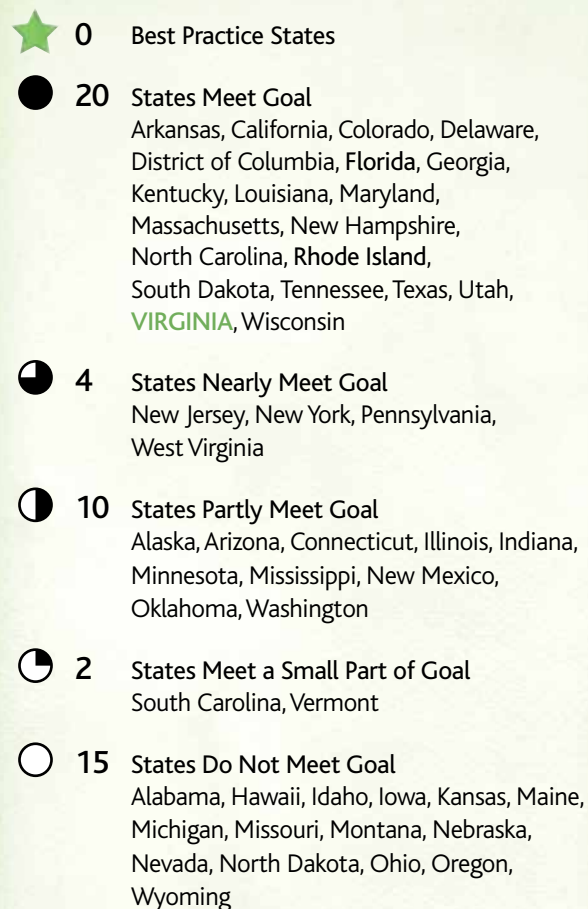 0 Best Practice States
20 States Meet Goal
Arkansas, California, Colorado, Delaware,
District of Columbia, Florida, Georgia,
Kentucky, Louisiana, Maryland,
Massachusetts, New Hampshire,
North Carolina, Rhode Island,
South Dakota, Tennessee, Texas, Utah,
VIRGINIA, Wisconsin
4 States Nearly Meet Goal
New Jersey, New York, Pennsylvania,
West Virginia
10 States Partly Meet Goal
Alaska, Arizona, Connecticut, Illinois, Indiana,
Minnesota, Mississippi, New Mexico,
Oklahoma, Washington
2 States Meet a Small Part of Goal
South Carolina, Vermont
15 States Do Not Meet Goal
Alabama, Hawaii, Idaho, Iowa, Kansas, Maine,
Michigan, Missouri, Montana, Nebraska,
Nevada, North Dakota, Ohio, Oregon,
Wyoming